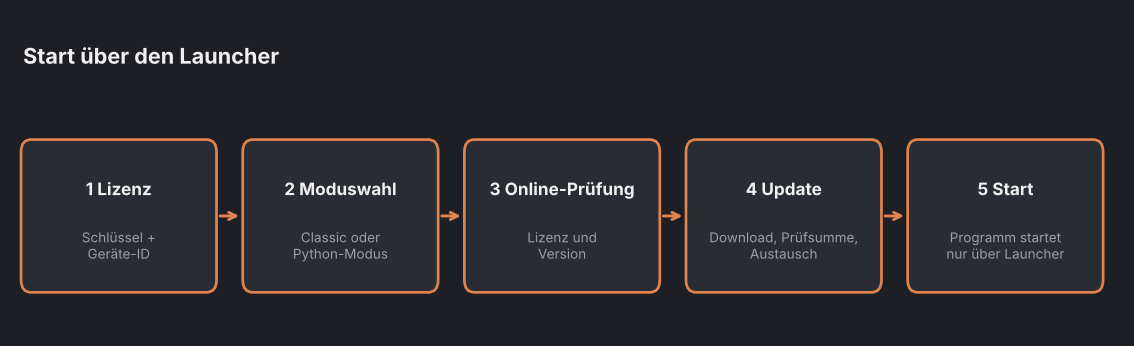 Start über den Launcher
1 Lizenz
Schlüssel +
Geräte-ID
2 Moduswahl
Classic oder
Python-Modus
3 Online-Prüfung
Lizenz und
Version
4 Update
Download, Prüfsumme,
Austausch
5 Start
Programm startet
nur über Launcher